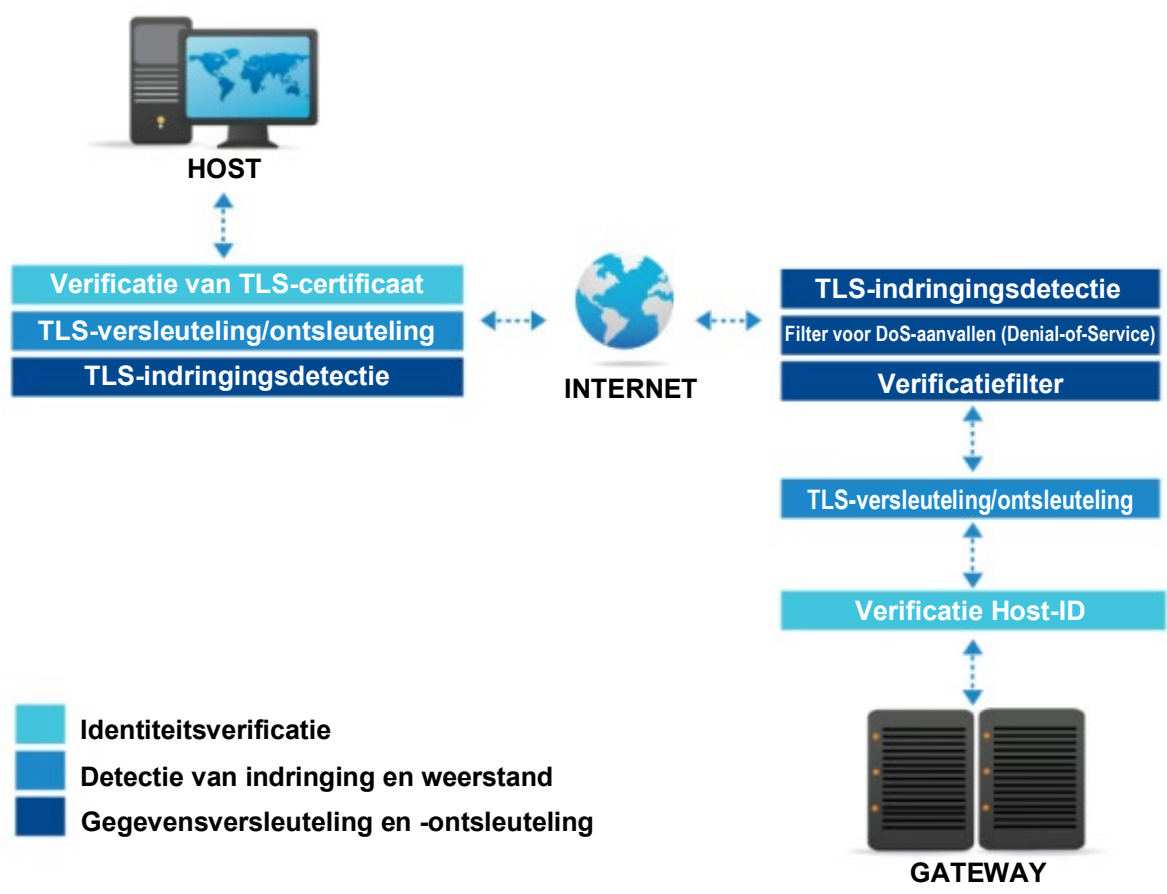 HOST
Verificatie van TLS-certificaat
TLS-versleuteling/ontsleuteling
TLS-indringingsdetectie
INTERNET
TLS-indringingsdetectie
Filter voor DoS-aanvallen (Denial-of-Service)
Verificatiefilter
TLS-versleuteling/ontsleuteling
Verificatie Host-ID
GATEWAY
Identiteitsverificatie
Detectie van indringing en weerstand
Gegevensversleuteling en -ontsleuteling